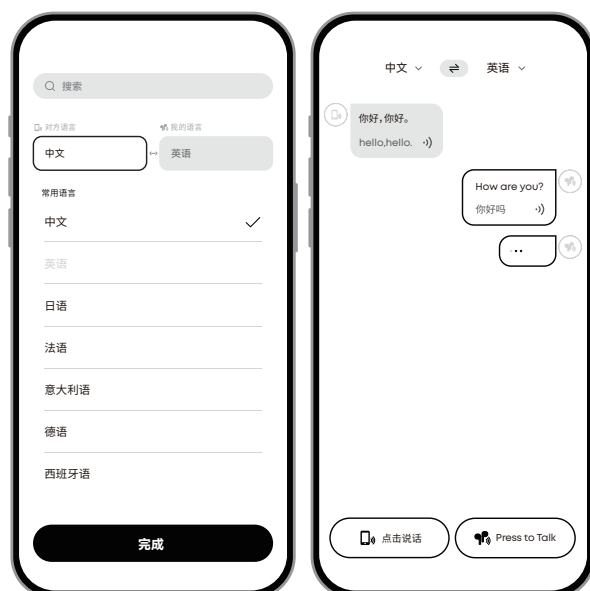 搜索
对方语言
我的语言
中文
英语
常用语言
中文
英语
日语
法语
意大利语
德语
西班牙语
完成
中文
英语
你好，你好。
hello,hello.
How are you?
你好吗
点击说话
Press to Talk